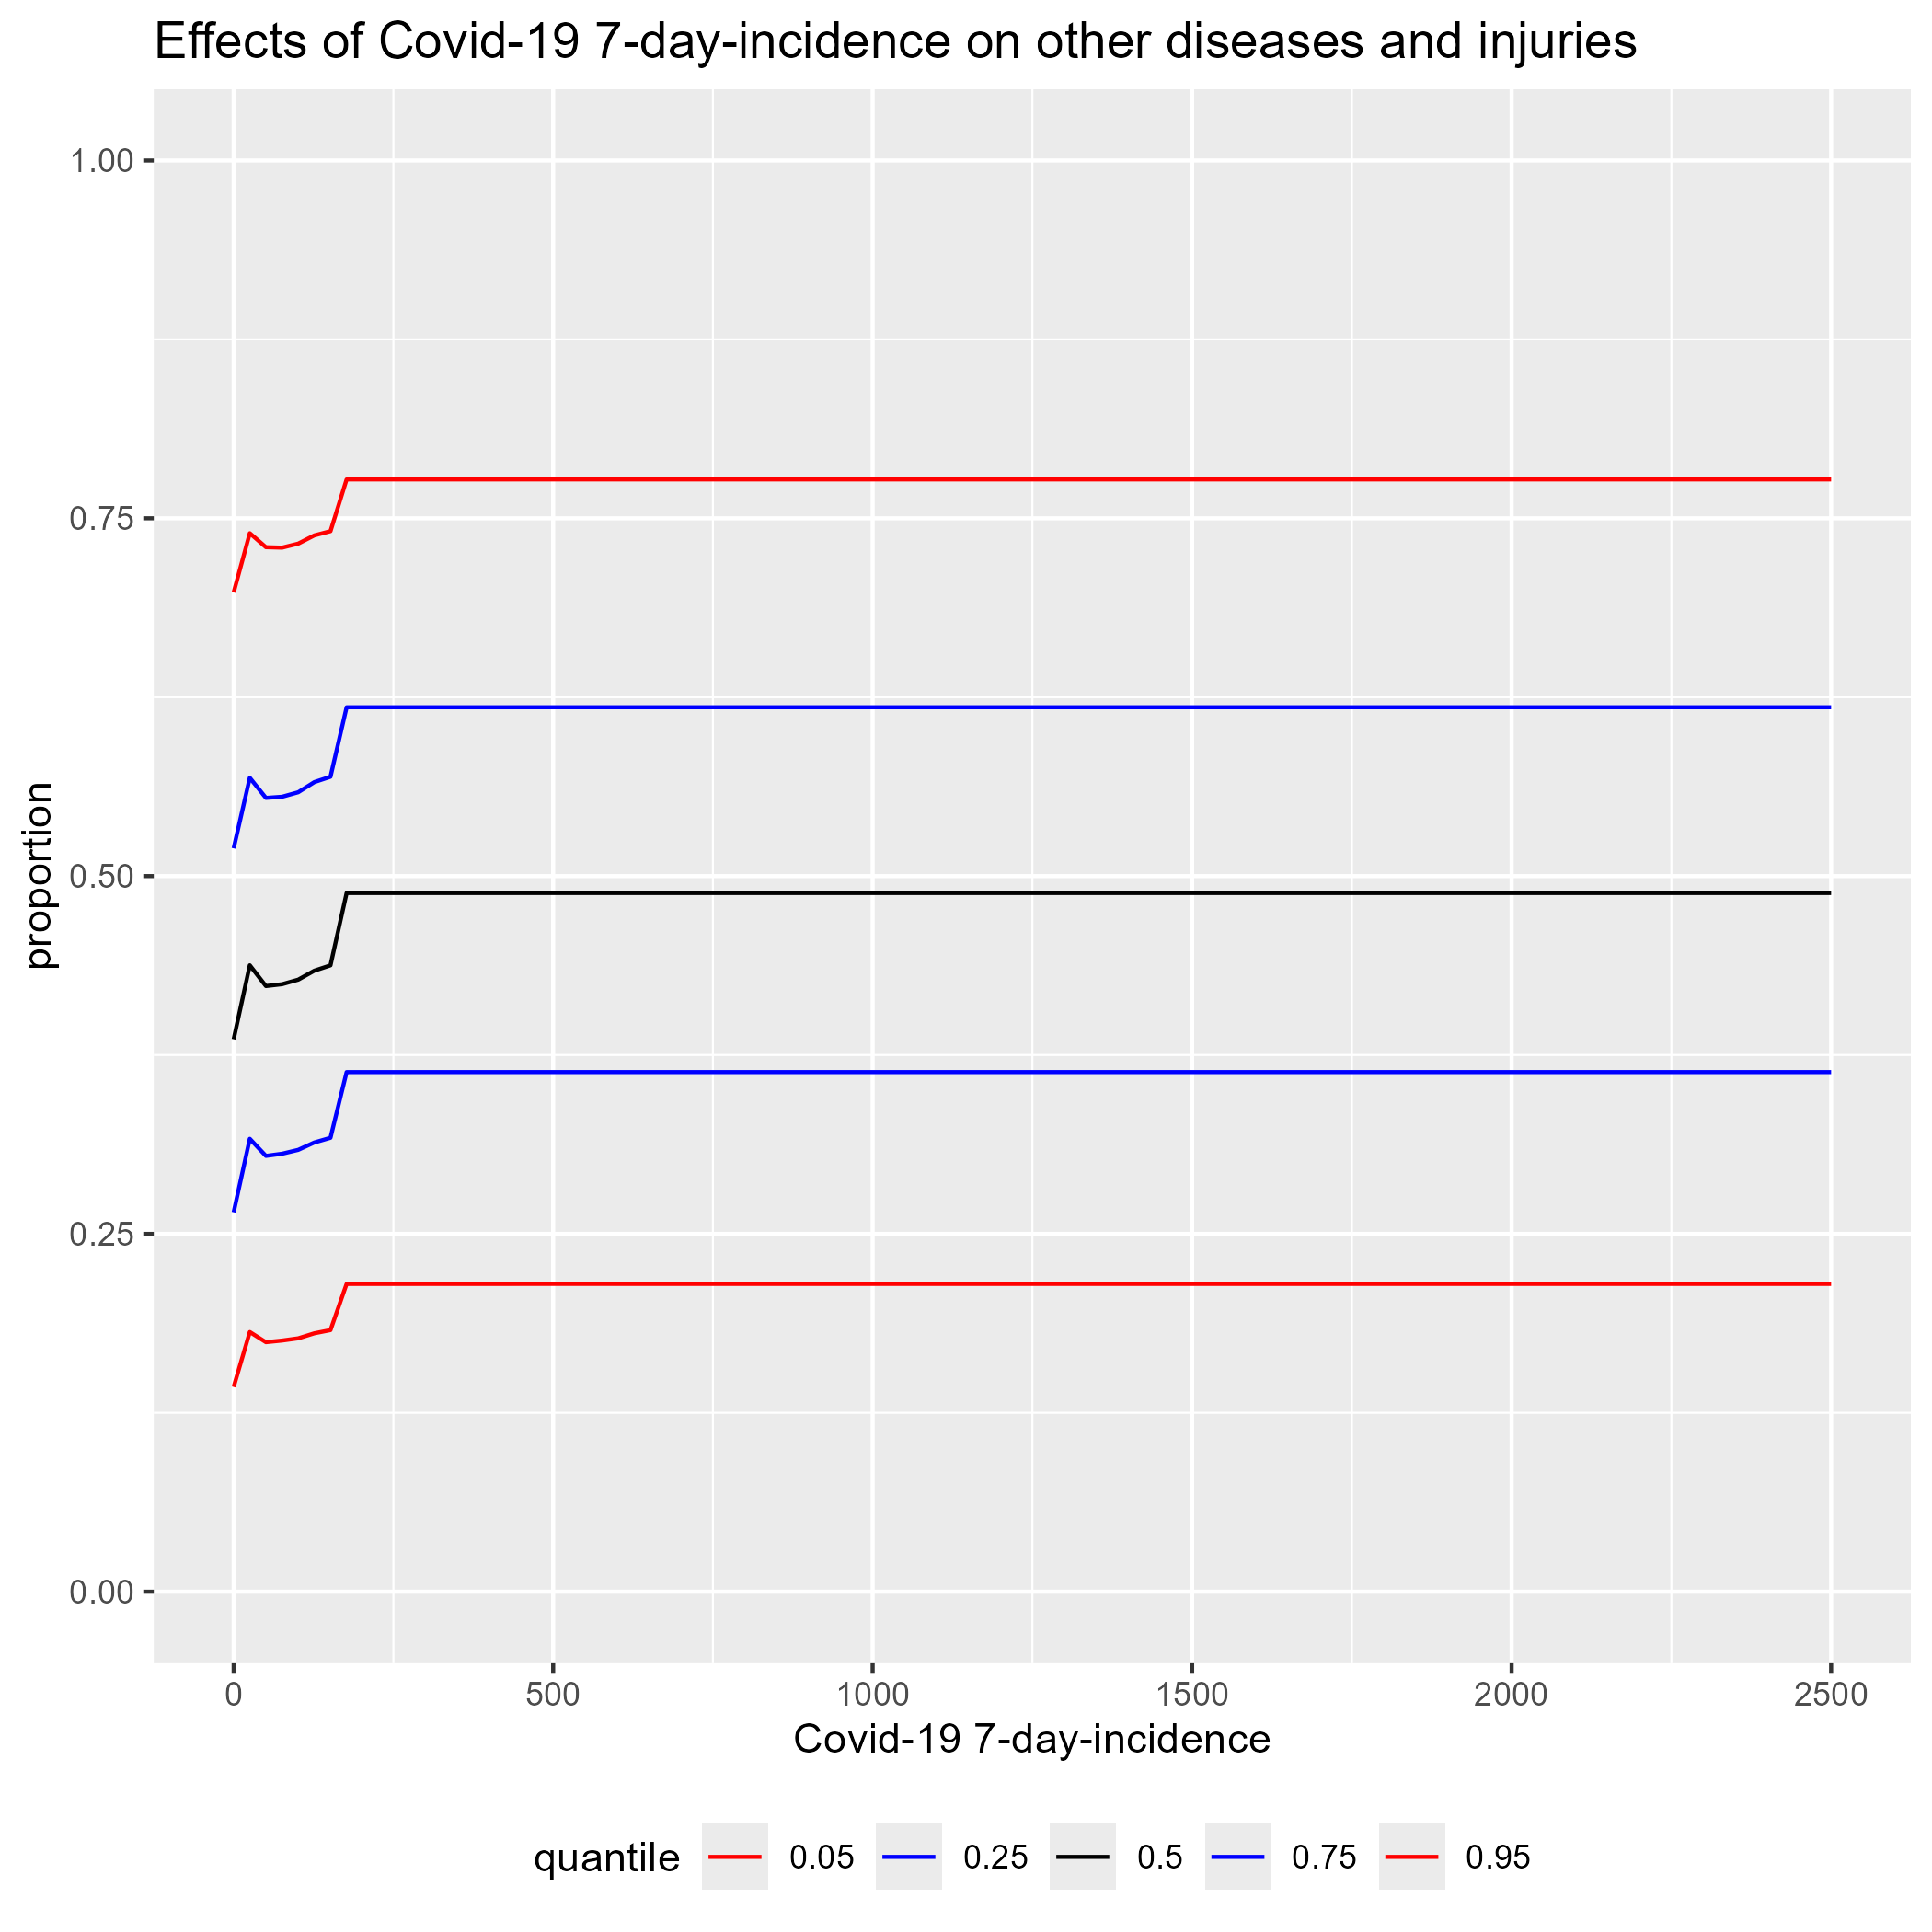 Effects of Covid-19 7-day-incidence on other diseases and injuries
proportion
1.00
0.75
0.50
0.25
0.00
0 500 1000 1500 2000 2500
Covid-19 7-day-incidence
quantile 0.05 0.25 0.5 0.75 0.95